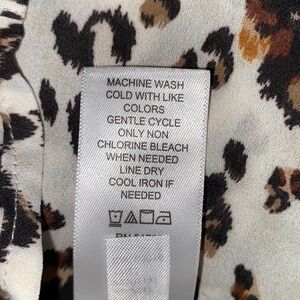 MACHINE WASH
COLD WITH LIKE
COLORS
GENTLE CYCLE
ONLY NON
CHLORINE BLEACH
WHEN NEEDED
LINE DRY
COOL IRON IF
NEEDED